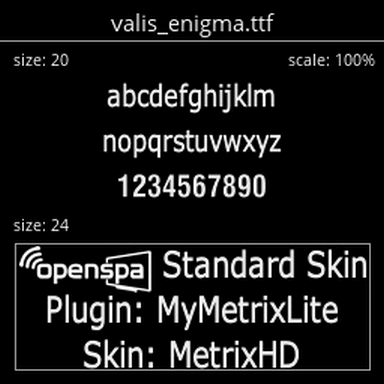 valis_enigma.ttf
size: 20 scale: 100%
abcdefghijklm
nopqrstuvwxyz
1234567890
size: 24
openspa Standard Skin
Plugin: MyMetrixLite
Skin: MetrixHD